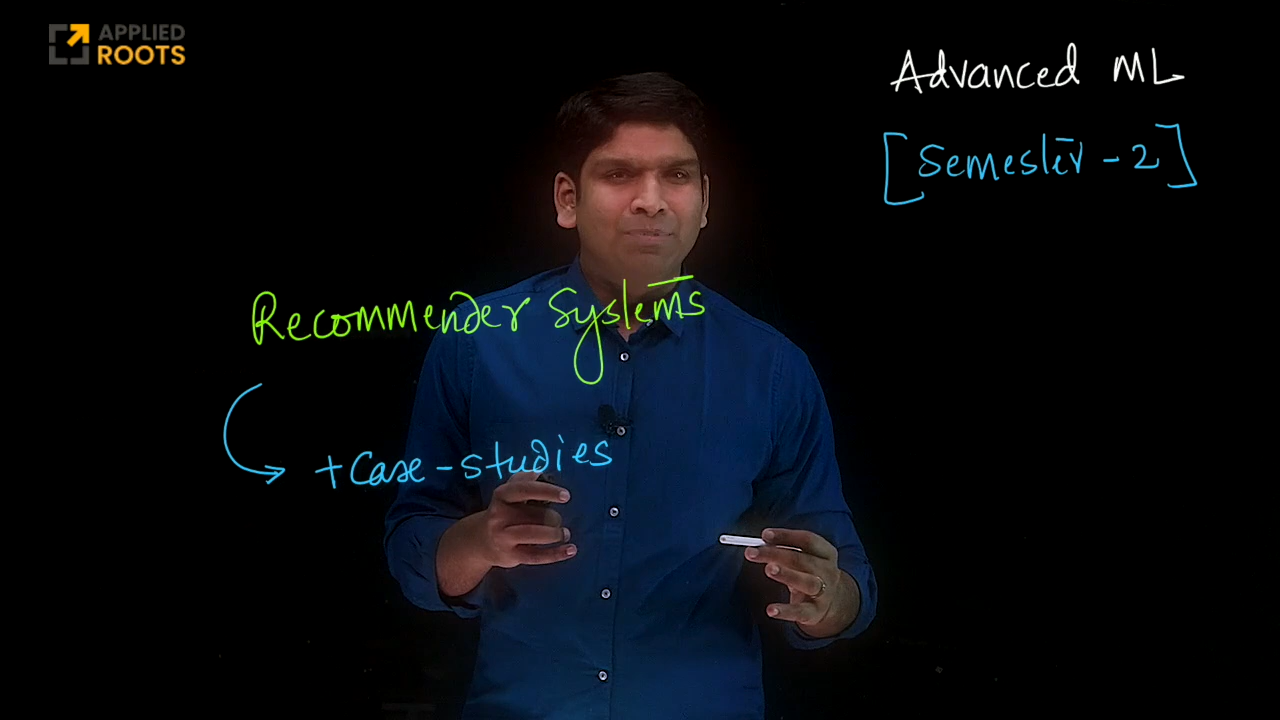 APPLIED
ROOTS
Advanced ML
[Semester - 2]
Recommender Systems
+ Case-studies